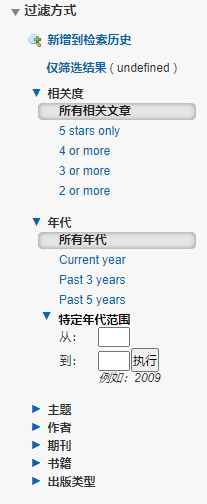 过滤方式
新增到检索历史
仅筛选结果 ( undefined )
相关度
所有相关文章
5 stars only
4 or more
3 or more
2 or more
年代
所有年代
Current year
Past 3 years
Past 5 years
特定年代范围
从:
到: 执行
例如: 2009
主题
作者
期刊
书籍
出版类型